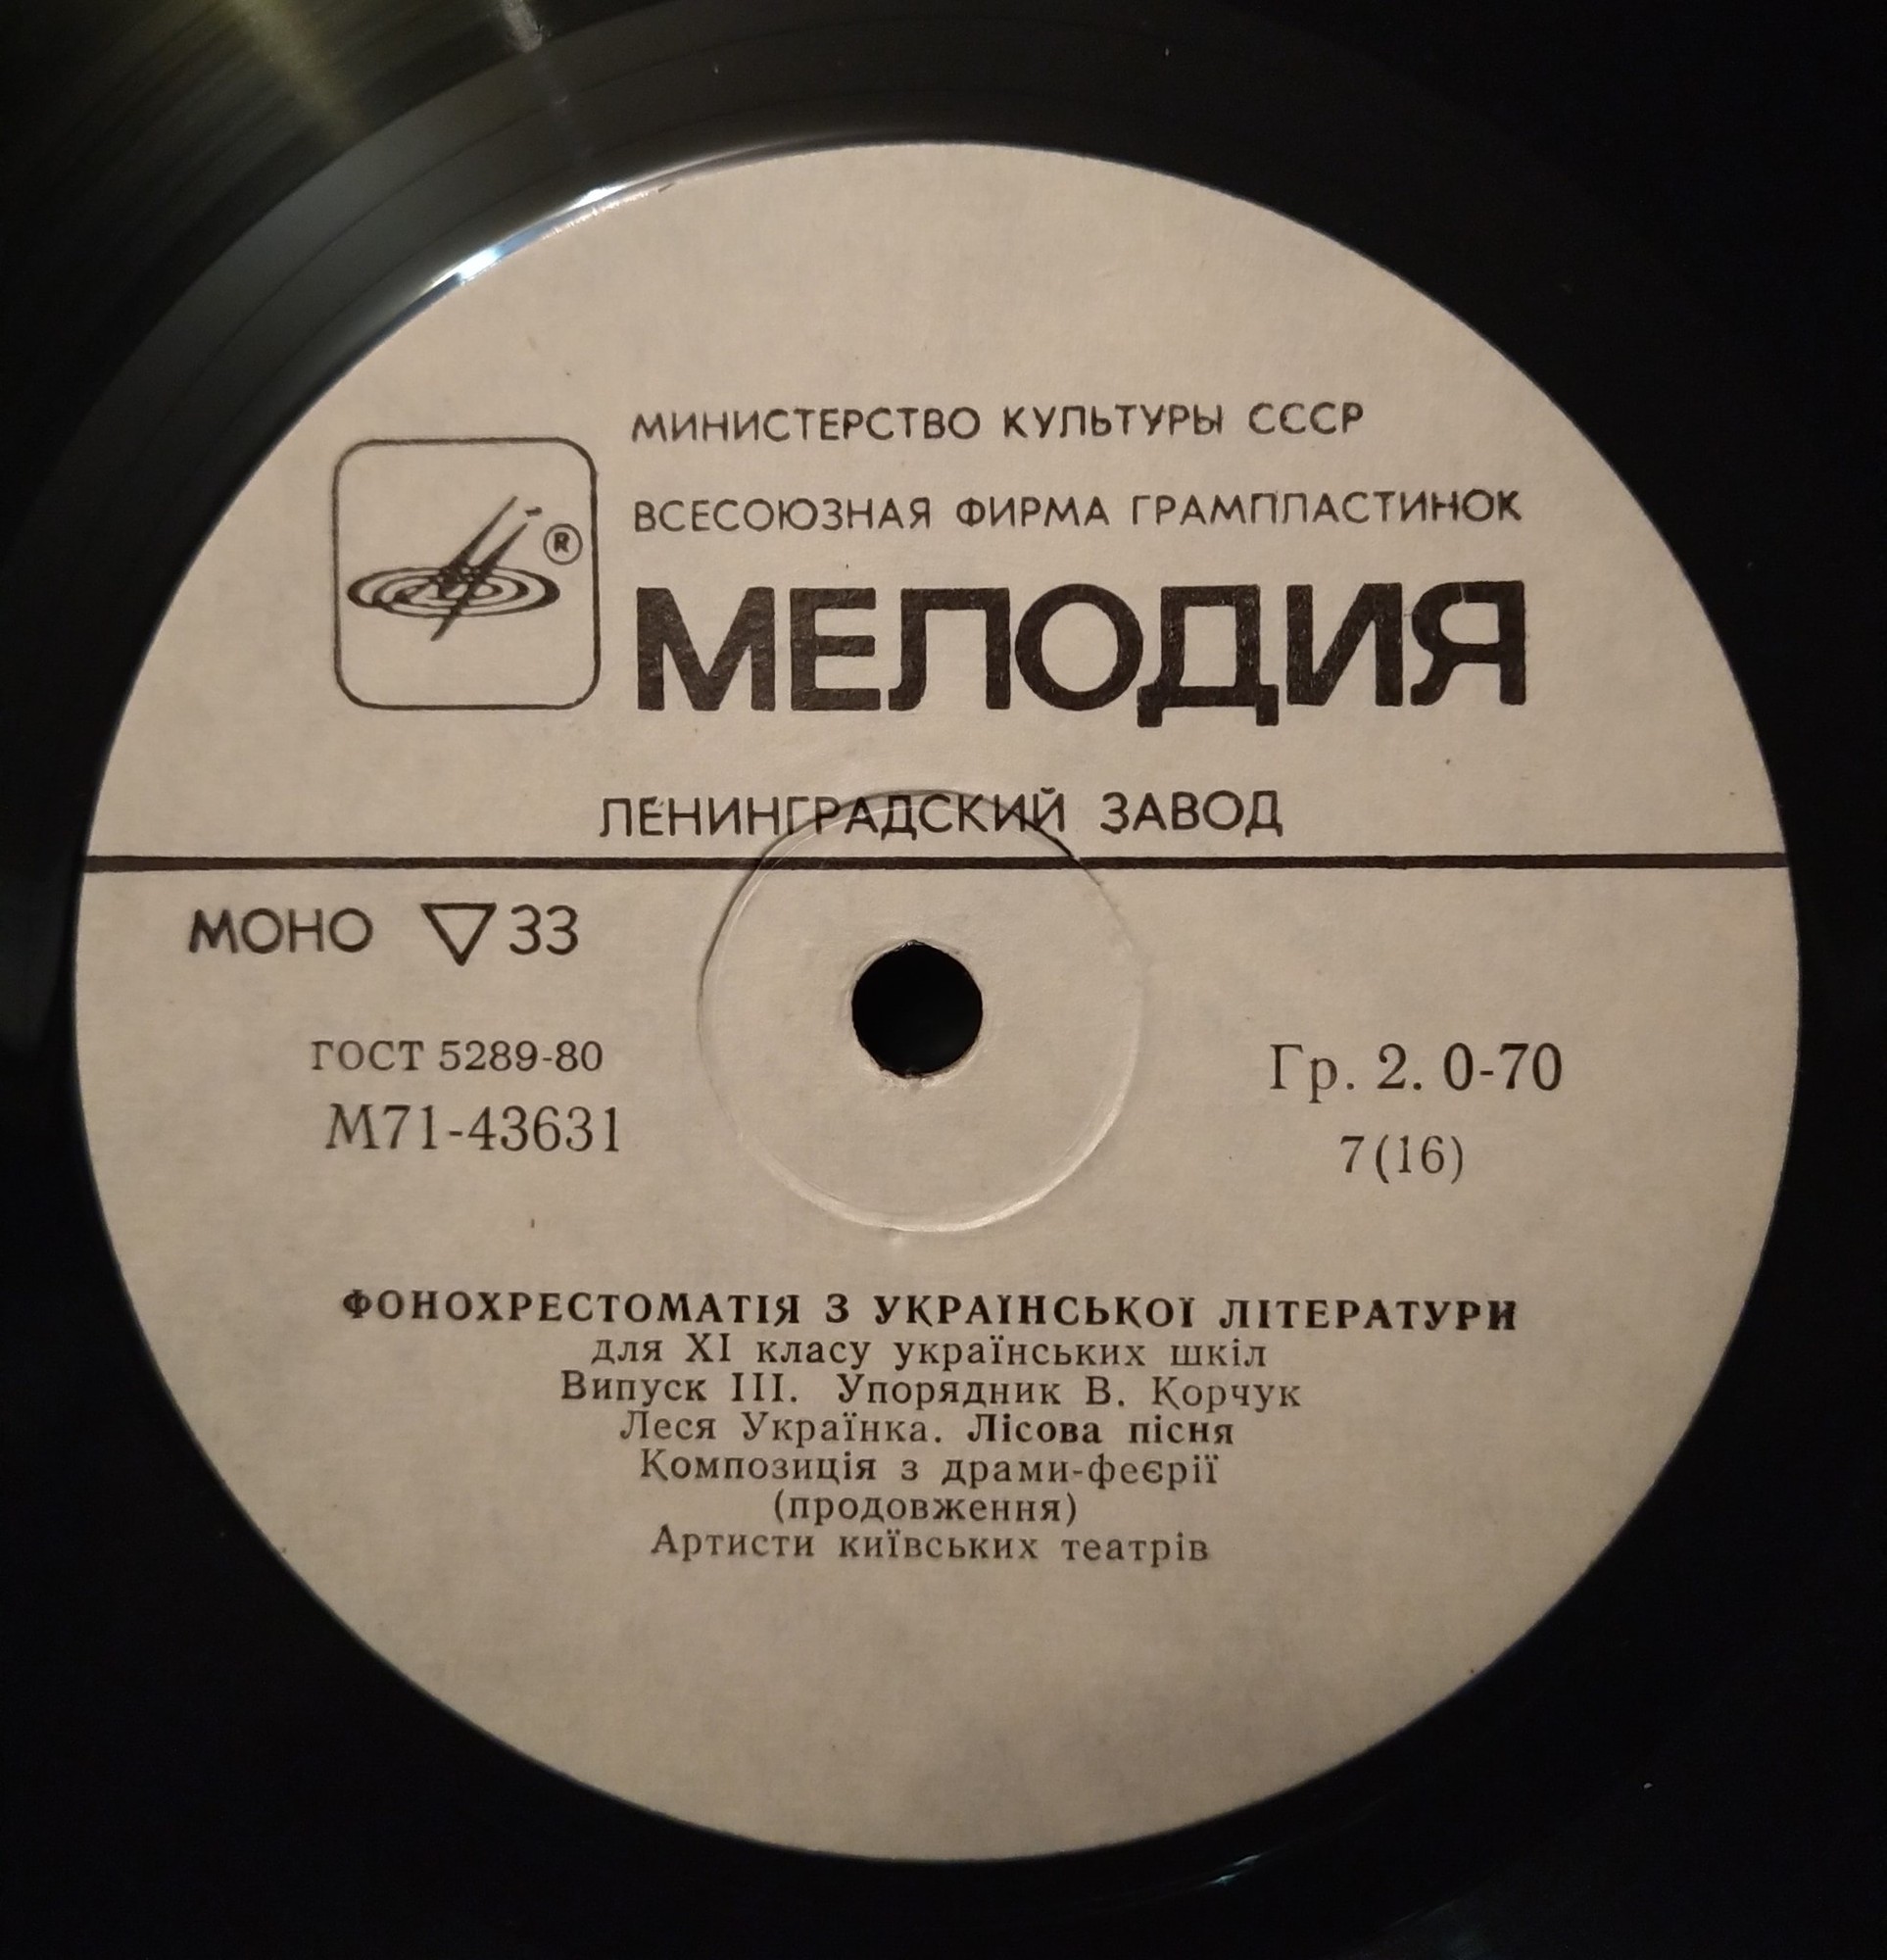 МИНИСТЕРСТВО КУЛЬТУРЫ СССР
ВСЕСОЮЗНАЯ ФИРМА ГРАМПЛАСТИНОК
®
МЕЛОДИЯ
ЛЕНИНГРАДСКИЙ ЗАВОД
МОНО ▽33
ГОСТ 5289-80
М71-43631
Гр. 2. 0-70
7(16)
ФОНОХРЕСТОМАТІЯ З УКРАЇНСЬКОЇ ЛІТЕРАТУРИ
для XI класу українських шкіл
Випуск III. Упорядник В. Корчук
Леся Українка. Лісова пісня
Композиція з драми-феєрії
(продовження)
Артисти київських театрів